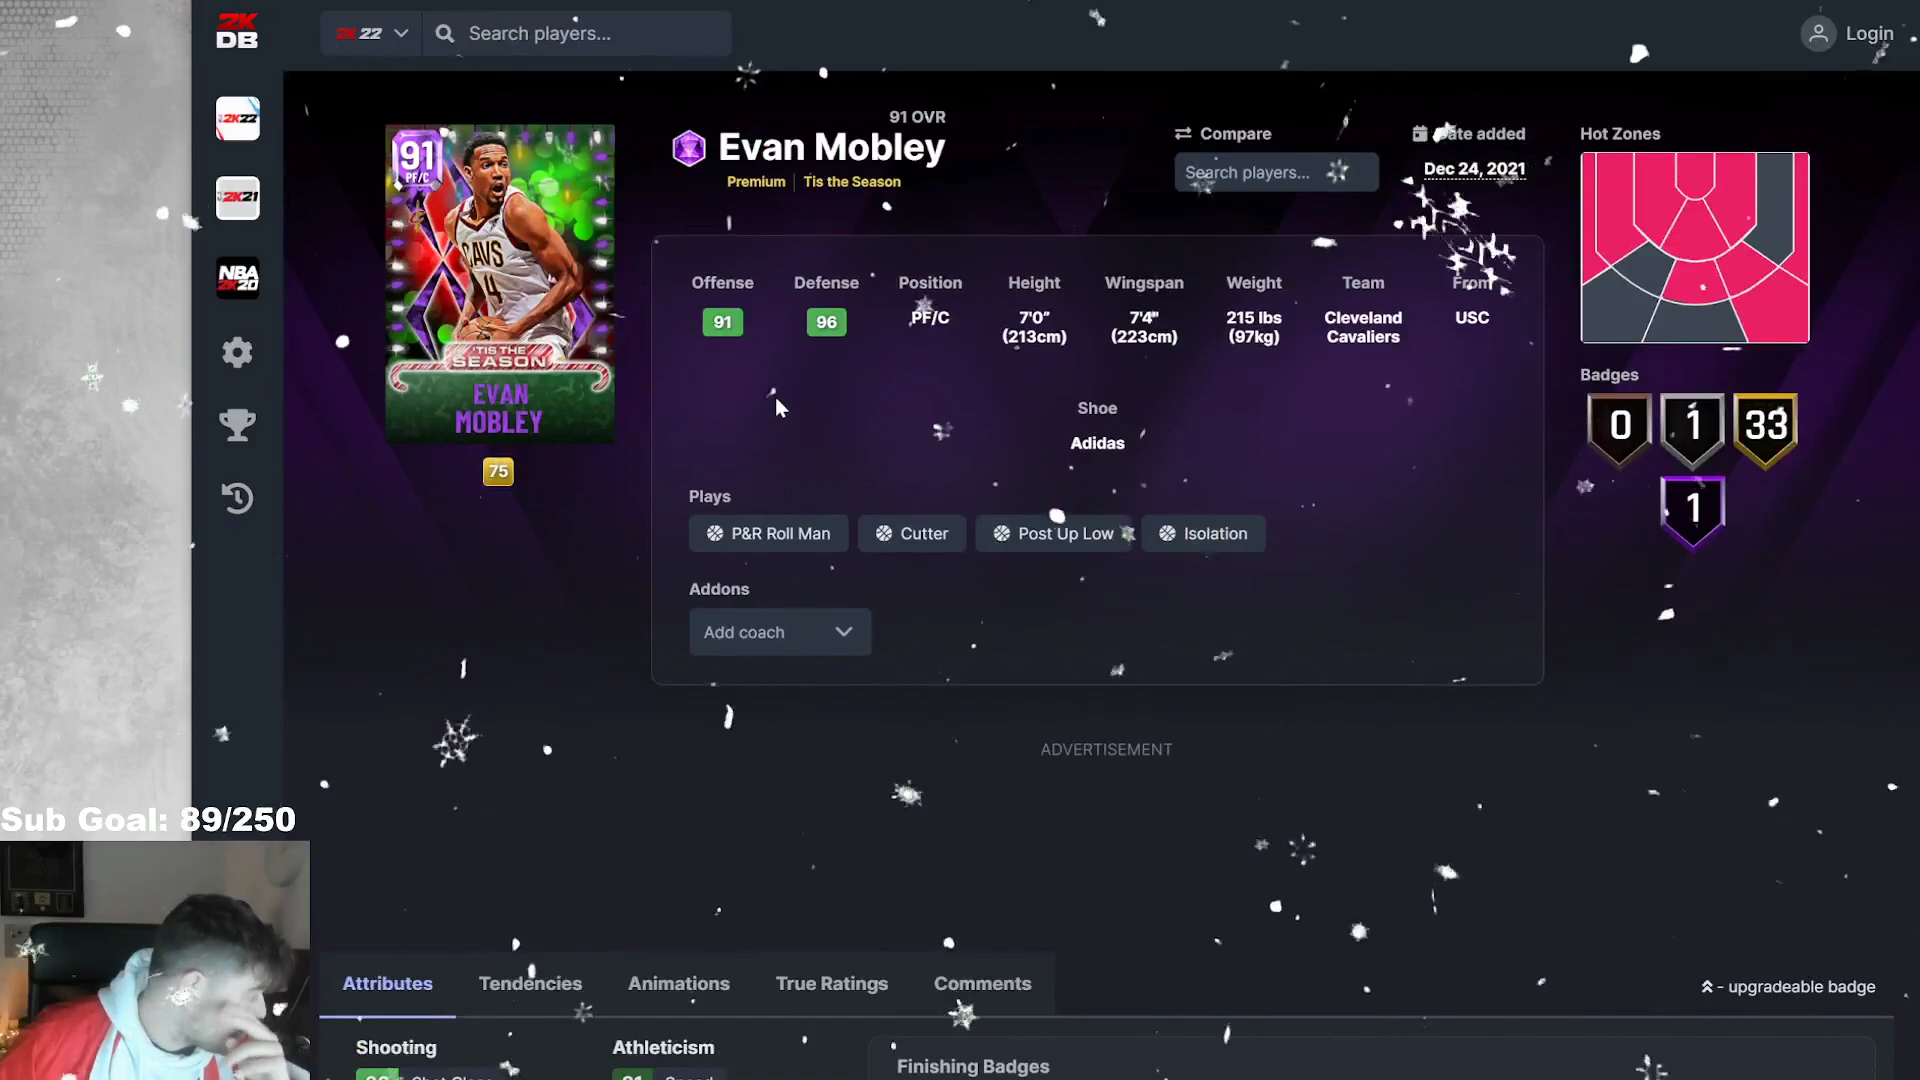 2K
DB
2K22
Search players...
Login
2K22
2K21
NBA
2K20
91
PF/C
CAVS
4
'TIS THE
SEASON
EVAN
MOBLEY
75
91 OVR
Evan Mobley
Premium
Tis the Season
Compare
Search players...
Date added
Dec 24, 2021
Hot Zones
Offense
Defense
Position
Height
Wingspan
Weight
Team
From
91
96
PF/C
7'0"
(213cm)
7'4"
(223cm)
215 lbs
(97kg)
Cleveland
Cavaliers
USC
Shoe
Adidas
Badges
0
1
33
1
Plays
P&R Roll Man
Cutter
Post Up Low
Isolation
Addons
Add coach
ADVERTISEMENT
Sub Goal: 89/250
Attributes
Tendencies
Animations
True Ratings
Comments
- upgradeable badge
Shooting
Athleticism
Finishing Badges
Speed